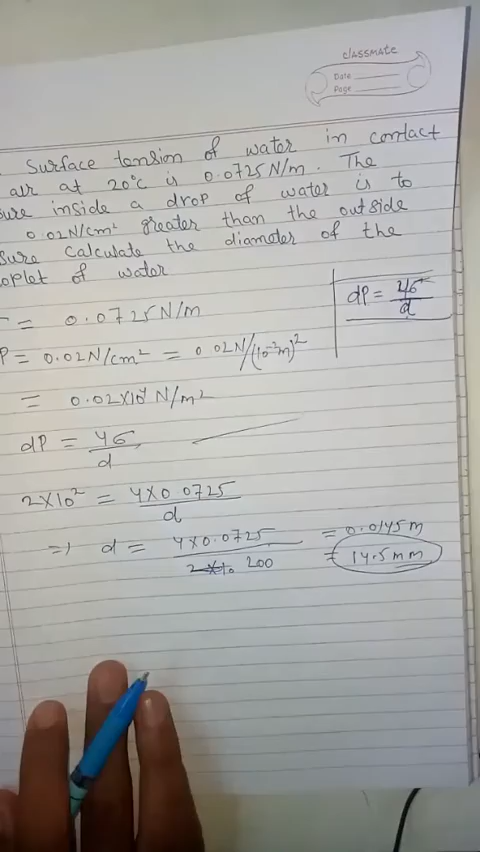 classmate
Date
Page
Surface tension of water in contact
air at 20°C is 0.0725 N/m. The
ure inside a drop of water is to
0.02N/cm² greater than the outside
sure calculate the diameter of the
oplet of water
= 0.0725 N/m
dP = 4σ/d
P = 0.02 N/cm² = 0.02N/(10⁻²m)²
= 0.02×10⁴ N/m²
dP = 4σ/d
2×10² = 4×0.0725/d
=> d = 4×0.0725/200 = 0.0145 m
= 14.5 mm